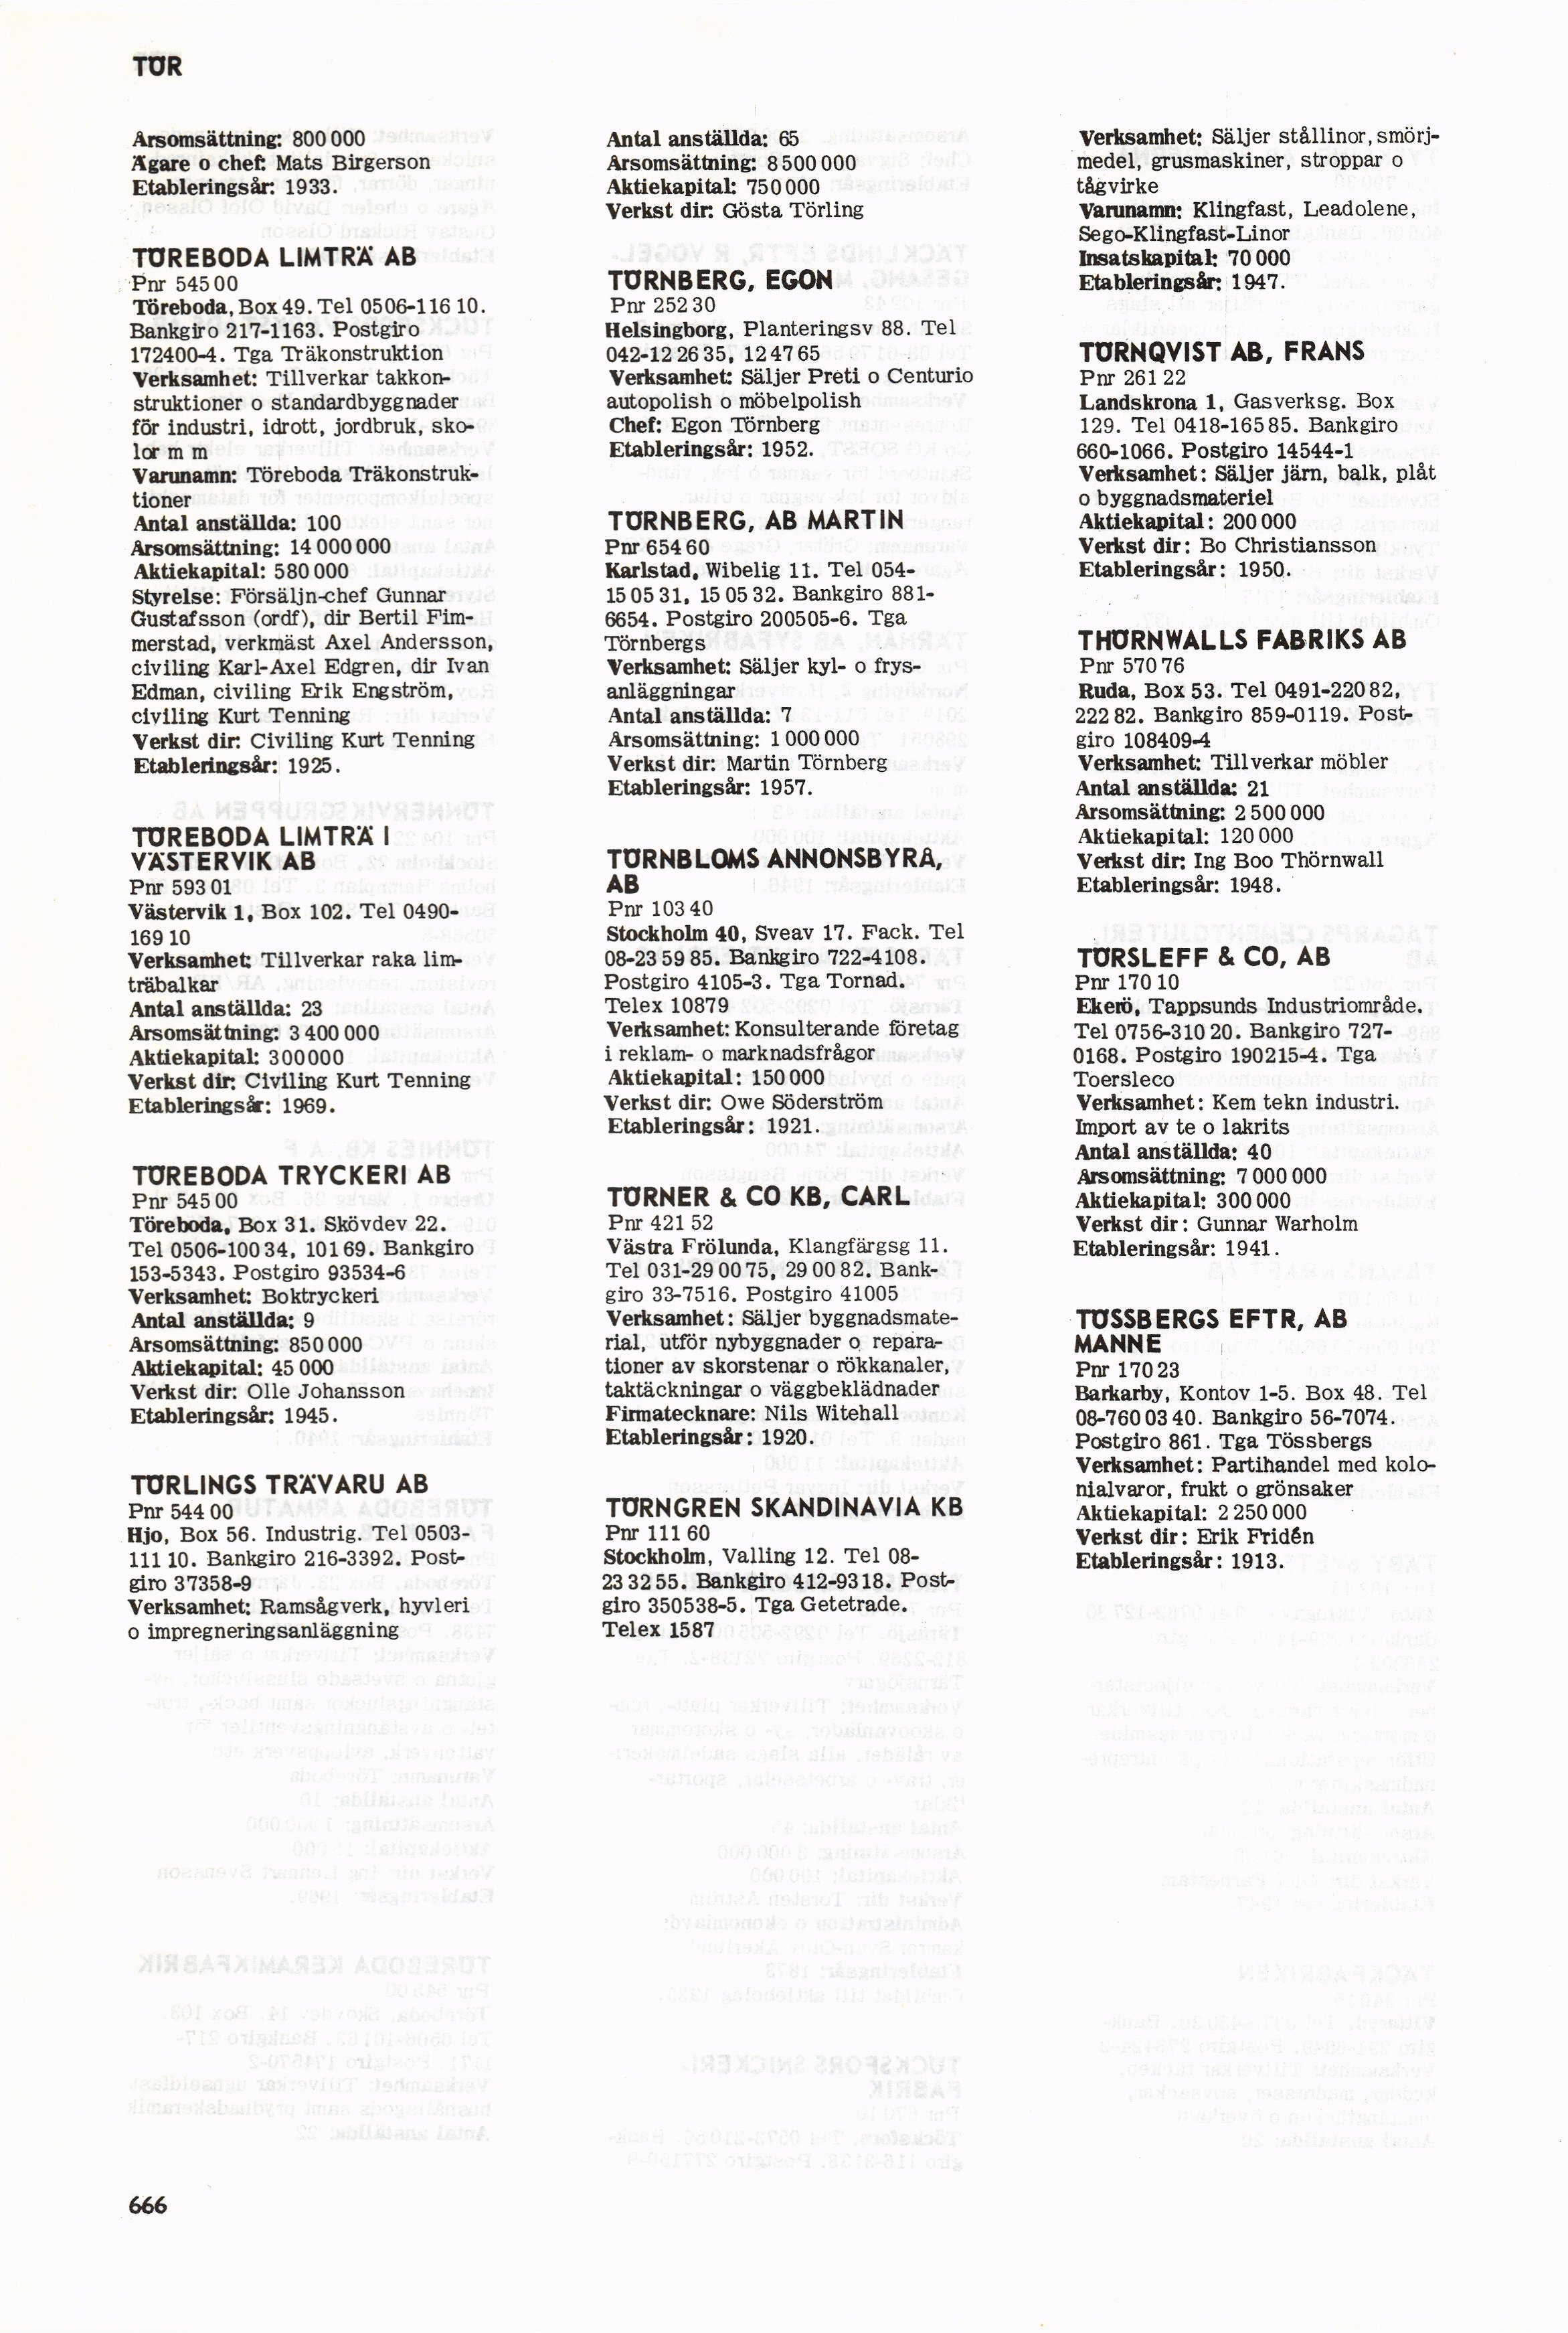 TÖR
Årsomsättning: 800 000
Ägare o chef: Mats Birgerson
Etableringsår: 1933.
TÖREBODA LIMTRÄ AB
Pnr 545 00
Töreboda, Box 49. Tel 0506-116 10.
Bankgiro 217-1163. Postgiro
172400-4. Tga Träkonstruktion
Verksamhet: Tillverkar takkon-
struktioner o standardbyggnader
för industri, idrott, jordbruk, sko-
lor m m
Varunamn: Töreboda Träkonstruk-
tioner
Antal anställda: 100
Årsomsättning: 14 000 000
Aktiekapital: 580 000
Styrelse: Försäljn-chef Gunnar
Gustafsson (ordf), dir Bertil Fim-
merstad, verkmäst Axel Andersson,
civiling Karl-Axel Edgren, dir Ivan
Edman, civiling Erik Engström,
civiling Kurt Tenning
Verkst dir: Civiling Kurt Tenning
Etableringsår: 1925.
TÖREBODA LIMTRÄ I
VÄSTERVIK AB
Pnr 593 01
Västervik 1, Box 102. Tel 0490-
169 10
Verksamhet: Tillverkar raka lim-
träbalkar
Antal anställda: 23
Årsomsättning: 3 400 000
Aktiekapital: 300 000
Verkst dir: Civiling Kurt Tenning
Etableringsår: 1969.
TÖREBODA TRYCKERI AB
Pnr 545 00
Töreboda, Box 31. Skövdev 22.
Tel 0506-100 34, 101 69. Bankgiro
153-5343. Postgiro 93534-6
Verksamhet: Boktryckeri
Antal anställda: 9
Årsomsättning: 850 000
Aktiekapital: 45 000
Verkst dir: Olle Johansson
Etableringsår: 1945.
TÖRLINGS TRÄVARU AB
Pnr 544 00
Hjo, Box 56. Industrig. Tel 0503-
111 10. Bankgiro 216-3392. Post-
giro 37358-9
Verksamhet: Ramsågverk, hyvleri
o impregneringsanläggning
Antal anställda: 65
Årsomsättning: 8 500 000
Aktiekapital: 750 000
Verkst dir: Gösta Törling
TÖRNBERG, EGON
Pnr 252 30
Helsingborg, Planteringsv 88. Tel
042-12 26 35, 12 47 65
Verksamhet: Säljer Preti o Centurio
autopolish o möbelpolish
Chef: Egon Törnberg
Etableringsår: 1952.
TÖRNBERG, AB MARTIN
Pnr 654 60
Karlstad, Wibelig 11. Tel 054-
15 05 31, 15 05 32. Bankgiro 881-
6654. Postgiro 200505-6. Tga
Törnbergs
Verksamhet: Säljer kyl- o frys-
anläggningar
Antal anställda: 7
Årsomsättning: 1 000 000
Verkst dir: Martin Törnberg
Etableringsår: 1957.
TÖRNBLOMS ANNONSBYRÅ,
AB
Pnr 103 40
Stockholm 40, Sveav 17. Fack. Tel
08-23 59 85. Bankgiro 722-4108.
Postgiro 4105-3. Tga Tornad.
Telex 10879
Verksamhet: Konsulterande företag
i reklam- o marknadsfrågor
Aktiekapital: 150 000
Verkst dir: Owe Söderström
Etableringsår: 1921.
TÖRNER & CO KB, CARL
Pnr 421 52
Västra Frölunda, Klangfärgsg 11.
Tel 031-29 00 75, 29 00 82. Bank-
giro 33-7516. Postgiro 41005
Verksamhet: Säljer byggnadsmate-
rial, utför nybyggnader o repara-
tioner av skorstenar o rökkanaler,
taktäckningar o väggbeklädnader
Firmatecknare: Nils Witehall
Etableringsår: 1920.
TÖRNGREN SKANDINAVIA KB
Pnr 111 60
Stockholm, Valling 12. Tel 08-
23 32 55. Bankgiro 412-9318. Post-
giro 350538-5. Tga Getetrade.
Telex 1587
Verksamhet: Säljer stållinor, smörj-
medel, grusmaskiner, stroppar o
tågvirke
Varunamn: Klingfast, Leadolene,
Sego-Klingfast-Linor
Insatskapital: 70 000
Etableringsår: 1947.
TÖRNQVIST AB, FRANS
Pnr 261 22
Landskrona 1, Gasverksg. Box
129. Tel 0418-165 85. Bankgiro
660-1066. Postgiro 14544-1
Verksamhet: Säljer järn, balk, plåt
o byggnadsmateriel
Aktiekapital: 200 000
Verkst dir: Bo Christiansson
Etableringsår: 1950.
THÖRNWALLS FABRIKS AB
Pnr 570 76
Ruda, Box 53. Tel 0491-220 82,
222 82. Bankgiro 859-0119. Post-
giro 108409-4
Verksamhet: Tillverkar möbler
Antal anställda: 21
Årsomsättning: 2 500 000
Aktiekapital: 120 000
Verkst dir: Ing Boo Thörnwall
Etableringsår: 1948.
TÖRSLEFF & CO, AB
Pnr 170 10
Ekerö, Tappsunds Industriområde.
Tel 0756-310 20. Bankgiro 727-
0168. Postgiro 190215-4. Tga
Toersleco
Verksamhet: Kem tekn industri.
Import av te o lakrits
Antal anställda: 40
Årsomsättning: 7 000 000
Aktiekapital: 300 000
Verkst dir: Gunnar Warholm
Etableringsår: 1941.
TÖSSBERGS EFTR, AB
MANNE
Pnr 170 23
Barkarby, Kontov 1-5. Box 48. Tel
08-760 03 40. Bankgiro 56-7074.
Postgiro 861. Tga Tössbergs
Verksamhet: Partihandel med kolo-
nialvaror, frukt o grönsaker
Aktiekapital: 2 250 000
Verkst dir: Erik Fridén
Etableringsår: 1913.
666